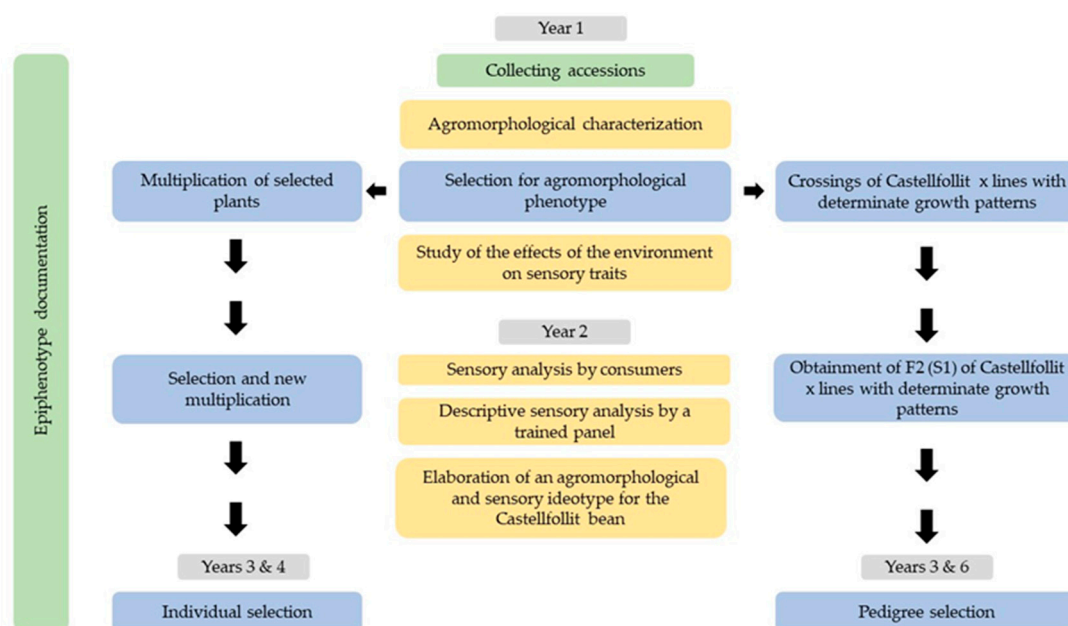 Year 1
Collecting accessions
Agromorphological characterization
Multiplication of selected
plants
Selection for agromorphological
phenotype
Crossings of Castellfollit x lines with
determinate growth patterns
Study of the effects of the environment
on sensory traits
Epiphenotype documentation
Year 2
Selection and new
multiplication
Sensory analysis by consumers
Descriptive sensory analysis by a
trained panel
Elaboration of an agromorphological
and sensory ideotype for the
Castellfollit bean
Obtainment of F2 (S1) of Castellfollit
x lines with determinate growth
patterns
Years 3 & 4
Individual selection
Years 3 & 6
Pedigree selection